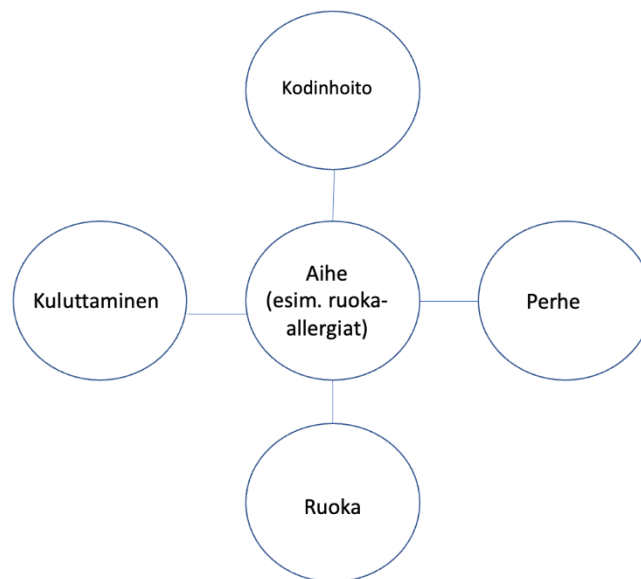 Kodinhoito
Kuluttaminen
Aihe
(esim. ruoka-
allergiat)
Perhe
Ruoka